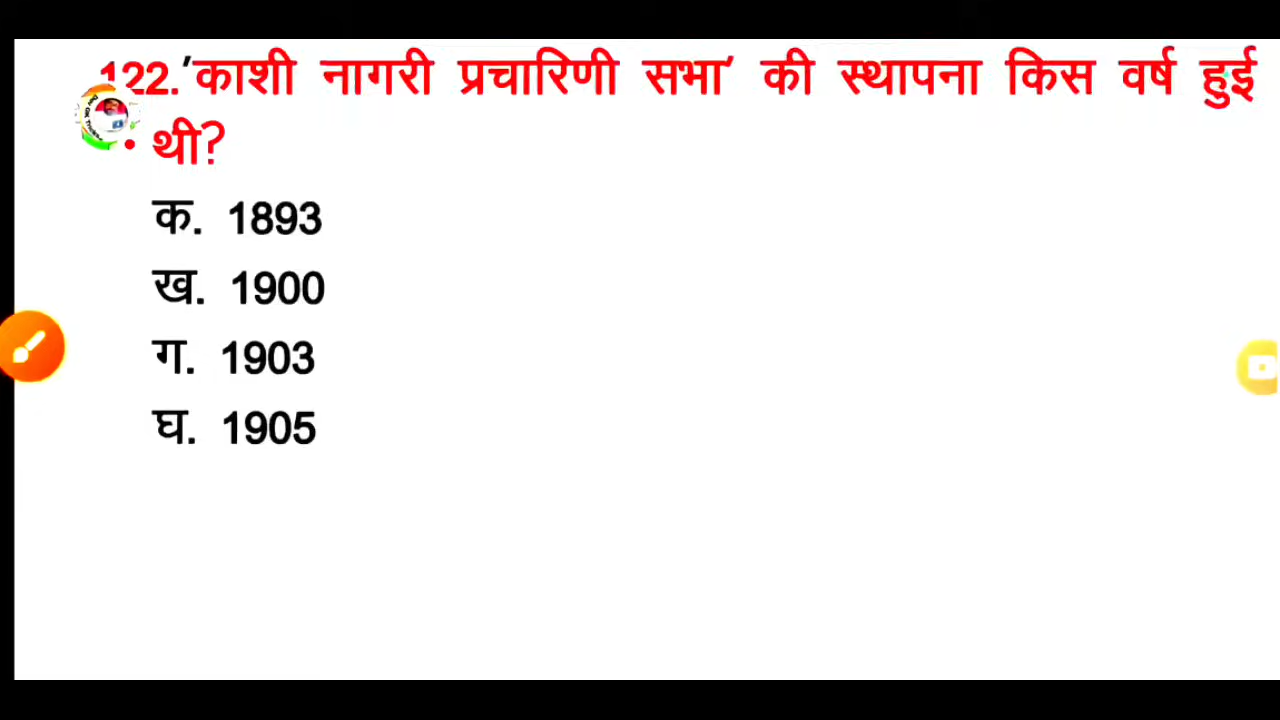 122. 'काशी नागरी प्रचारिणी सभा' की स्थापना किस वर्ष हुई
• थी?
क. 1893
ख. 1900
ग. 1903
घ. 1905